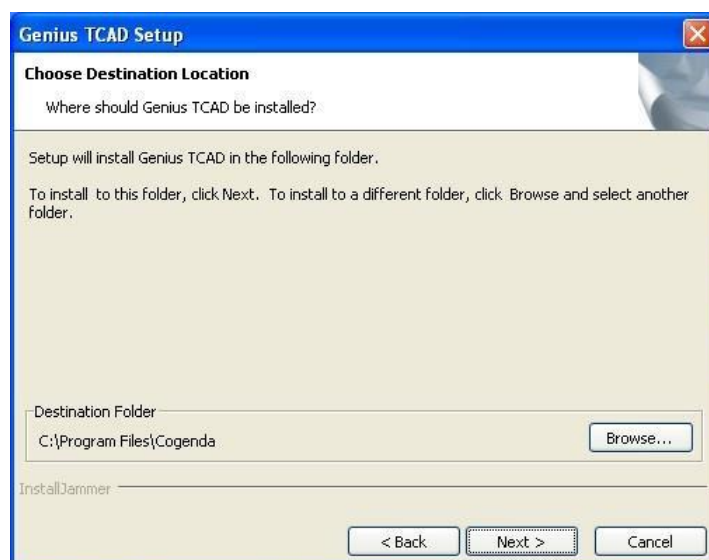 Genius TCAD Setup
Choose Destination Location
Where should Genius TCAD be installed?
Setup will install Genius TCAD in the following folder.
To install to this folder, click Next. To install to a different folder, click Browse and select another
folder.
Destination Folder
C:\Program Files\Cogenda
Browse...
InstallJammer
< Back
Next >
Cancel